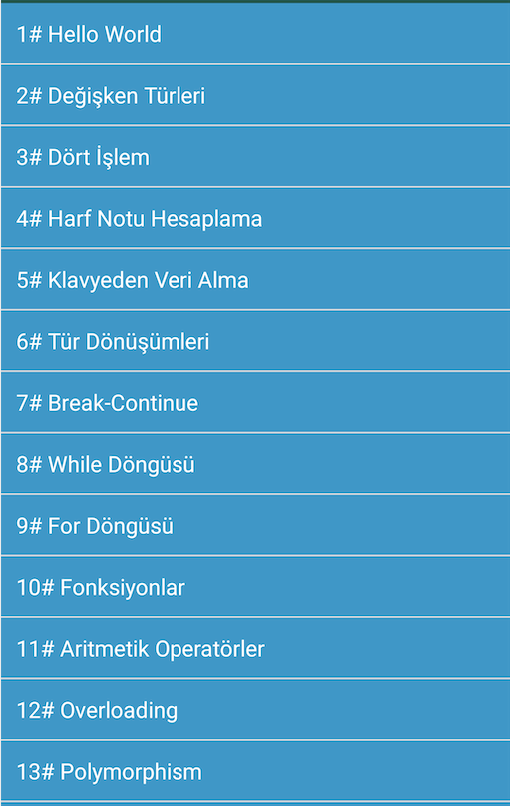 1# Hello World
2# Değişken Türleri
3# Dört İşlem
4# Harf Notu Hesaplama
5# Klavyeden Veri Alma
6# Tür Dönüşümleri
7# Break-Continue
8# While Döngüsü
9# For Döngüsü
10# Fonksiyonlar
11# Aritmetik Operatörler
12# Overloading
13# Polymorphism